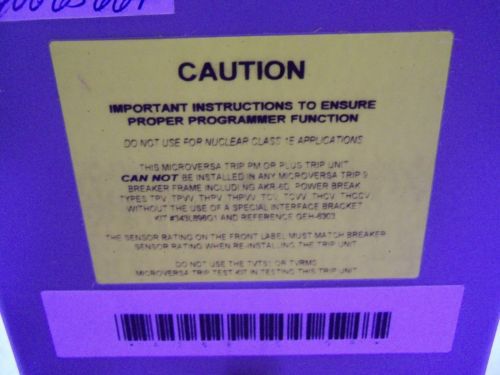 CAUTION
IMPORTANT INSTRUCTIONS TO ENSURE
PROPER PROGRAMMER FUNCTION
DO NOT USE FOR NUCLEAR CLASS 1E APPLICATIONS
THIS MICROVERSA TRIP PM OR PLUS TRIP UNIT
CAN NOT BE INSTALLED IN ANY MICROVERSA TRIP 9
BREAKER FRAME INCLUDING AKR-60, POWER BREAK
TYPES TPV, TPVV, THPV, THPVV, TCV, TCVV, THCV, THCCV
WITHOUT THE USE OF A SPECIAL INTERFACE BRACKET
KIT AND REFERENCE GEH-6303
THE SENSOR RATING ON THE FRONT LABEL MUST MATCH BREAKER
SENSOR RATING WHEN RE-INSTALLING THE TRIP UNIT
DO NOT USE THE TVTS1 OR TVRMS
MICROVERSA TRIP TEST KIT IN TESTING THIS TRIP UNIT